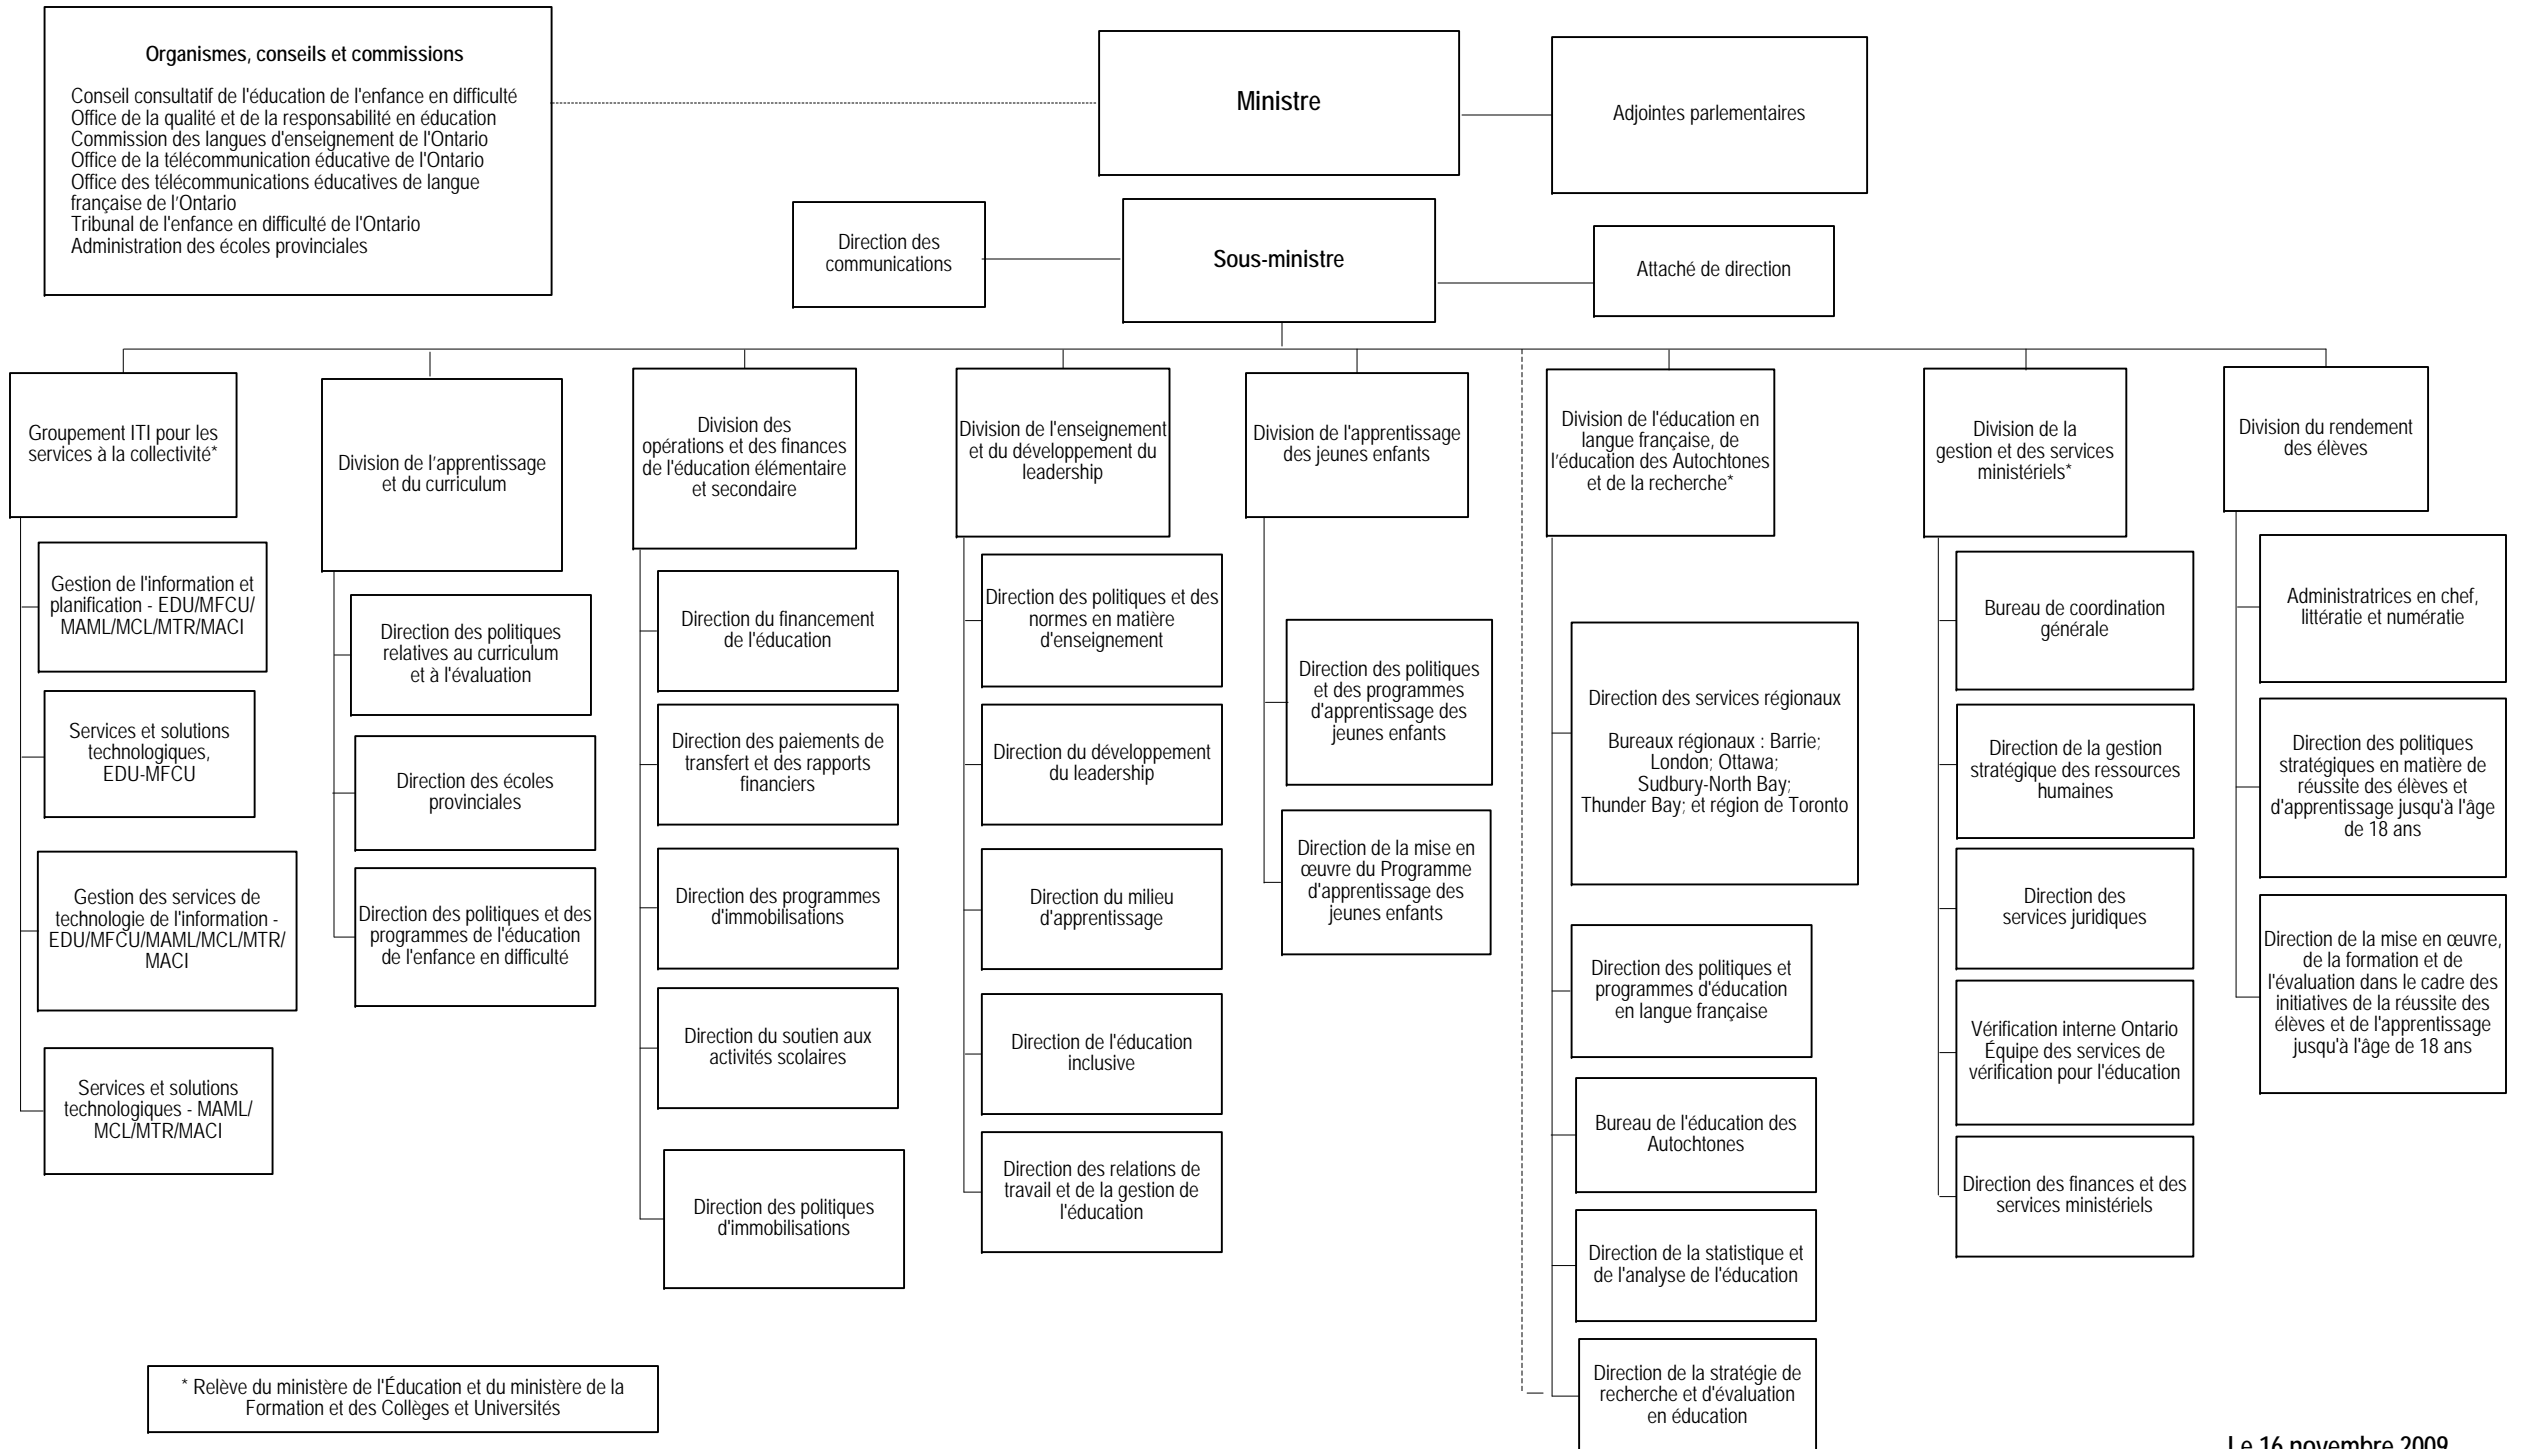 Organismes, conseils et commissions
Conseil consultatif de l'éducation de l'enfance en difficulté
Office de la qualité et de la responsabilité en éducation
Commission des langues d'enseignement de l'Ontario
Office de la télécommunication éducative de l'Ontario
Office des télécommunications éducatives de langue
française de l'Ontario
Tribunal de l'enfance en difficulté de l'Ontario
Administration des écoles provinciales
Ministre
Adjointes parlementaires
Direction des
communications
Sous-ministre
Attaché de direction
Groupement ITI pour les
services à la collectivité*
Gestion de l'information et
planification - EDU/MFCU/
MAML/MCL/MTR/MACI
Services et solutions
technologiques,
EDU-MFCU
Gestion des services de
technologie de l'information -
EDU/MFCU/MAML/MCL/MTR/
MACI
Services et solutions
technologiques - MAML/
MCL/MTR/MACI
Division de l'apprentissage
et du curriculum
Direction des politiques
relatives au curriculum
et à l'évaluation
Direction des écoles
provinciales
Direction des politiques et des
programmes de l'éducation
de l'enfance en difficulté
Division des
opérations et des finances
de l'éducation élémentaire
et secondaire
Direction du financement
de l'éducation
Direction des paiements de
transfert et des rapports
financiers
Direction des programmes
d'immobilisations
Direction du soutien aux
activités scolaires
Direction des politiques
d'immobilisations
Division de l'enseignement
et du développement du
leadership
Direction des politiques et des
normes en matière
d'enseignement
Direction du développement
du leadership
Direction du milieu
d'apprentissage
Direction de l'éducation
inclusive
Direction des relations de
travail et de la gestion de
l'éducation
Division de l'apprentissage
des jeunes enfants
Direction des politiques
et des programmes
d'apprentissage des
jeunes enfants
Direction de la mise en
œuvre du Programme
d'apprentissage des
jeunes enfants
Division de l'éducation en
langue française, de
l'éducation des Autochtones
et de la recherche*
Direction des services régionaux
Bureaux régionaux : Barrie;
London; Ottawa;
Sudbury-North Bay;
Thunder Bay; et région de Toronto
Direction des politiques et
programmes d'éducation
en langue française
Bureau de l'éducation des
Autochtones
Direction de la statistique et
de l'analyse de l'éducation
Direction de la stratégie de
recherche et d'évaluation
en éducation
Division de la
gestion et des services
ministériels*
Bureau de coordination
générale
Direction de la gestion
stratégique des ressources
humaines
Direction des
services juridiques
Vérification interne Ontario
Équipe des services de
vérification pour l'éducation
Direction des finances et des
services ministériels
Division du rendement
des élèves
Administratrices en chef,
littératie et numératie
Direction des politiques
stratégiques en matière de
réussite des élèves et
d'apprentissage jusqu'à l'âge
de 18 ans
Direction de la mise en œuvre,
de la formation et de
l'évaluation dans le cadre des
initiatives de la réussite des
élèves et de l'apprentissage
jusqu'à l'âge de 18 ans
* Relève du ministère de l'Éducation et du ministère de la
Formation et des Collèges et Universités
Le 16 novembre 2009